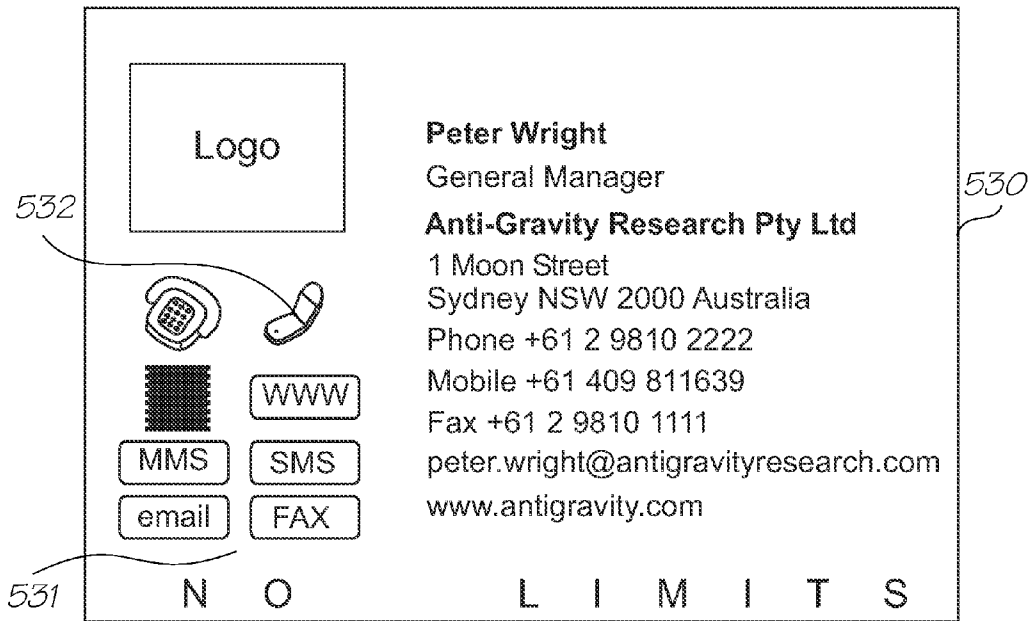 Logo
Peter Wright
General Manager
Anti-Gravity Research Pty Ltd
1 Moon Street
Sydney NSW 2000 Australia
Phone +61 2 9810 2222
Mobile +61 409 811639
Fax +61 2 9810 1111
peter.wright@antigravityresearch.com
www.antigravity.com
532
530
WWW
MMS SMS
email FAX
531
N O L I M I T S